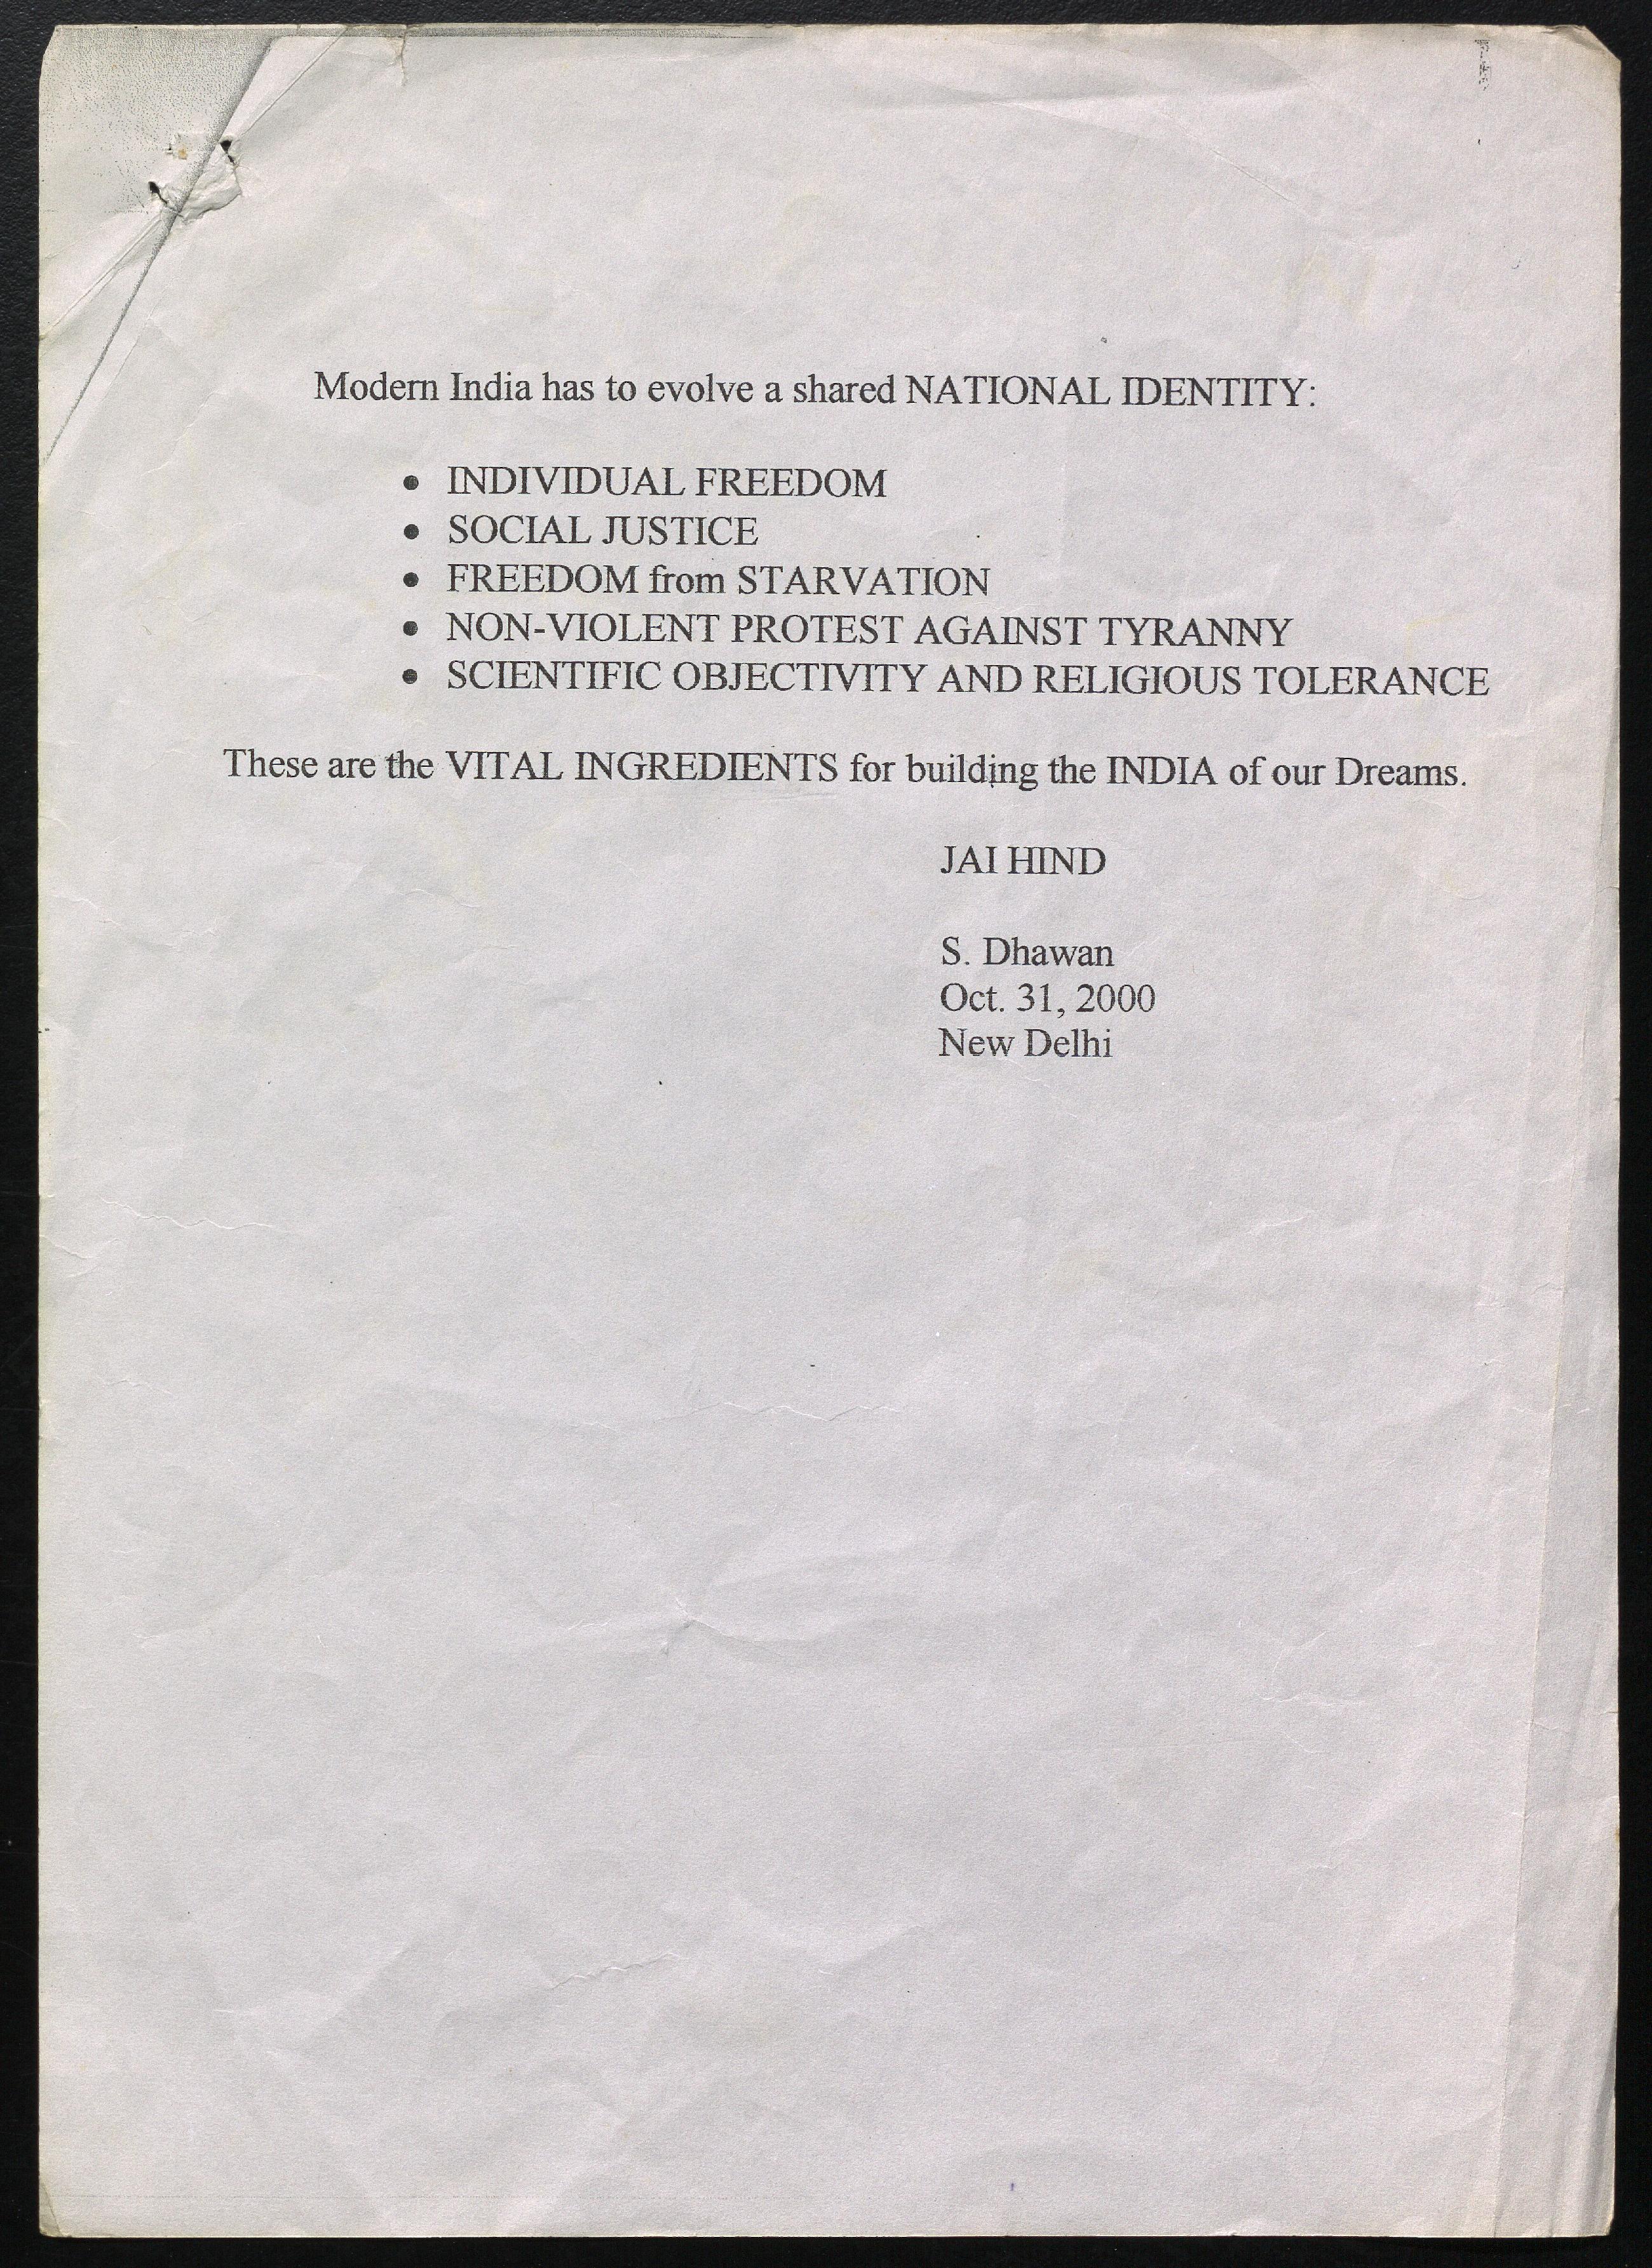 Modern India has to evolve a shared NATIONAL IDENTITY:
• INDIVIDUAL FREEDOM
• SOCIAL JUSTICE
• FREEDOM from STARVATION
• NON-VIOLENT PROTEST AGAINST TYRANNY
• SCIENTIFIC OBJECTIVITY AND RELIGIOUS TOLERANCE
These are the VITAL INGREDIENTS for building the INDIA of our Dreams.
JAI HIND
S. Dhawan
Oct. 31, 2000
New Delhi